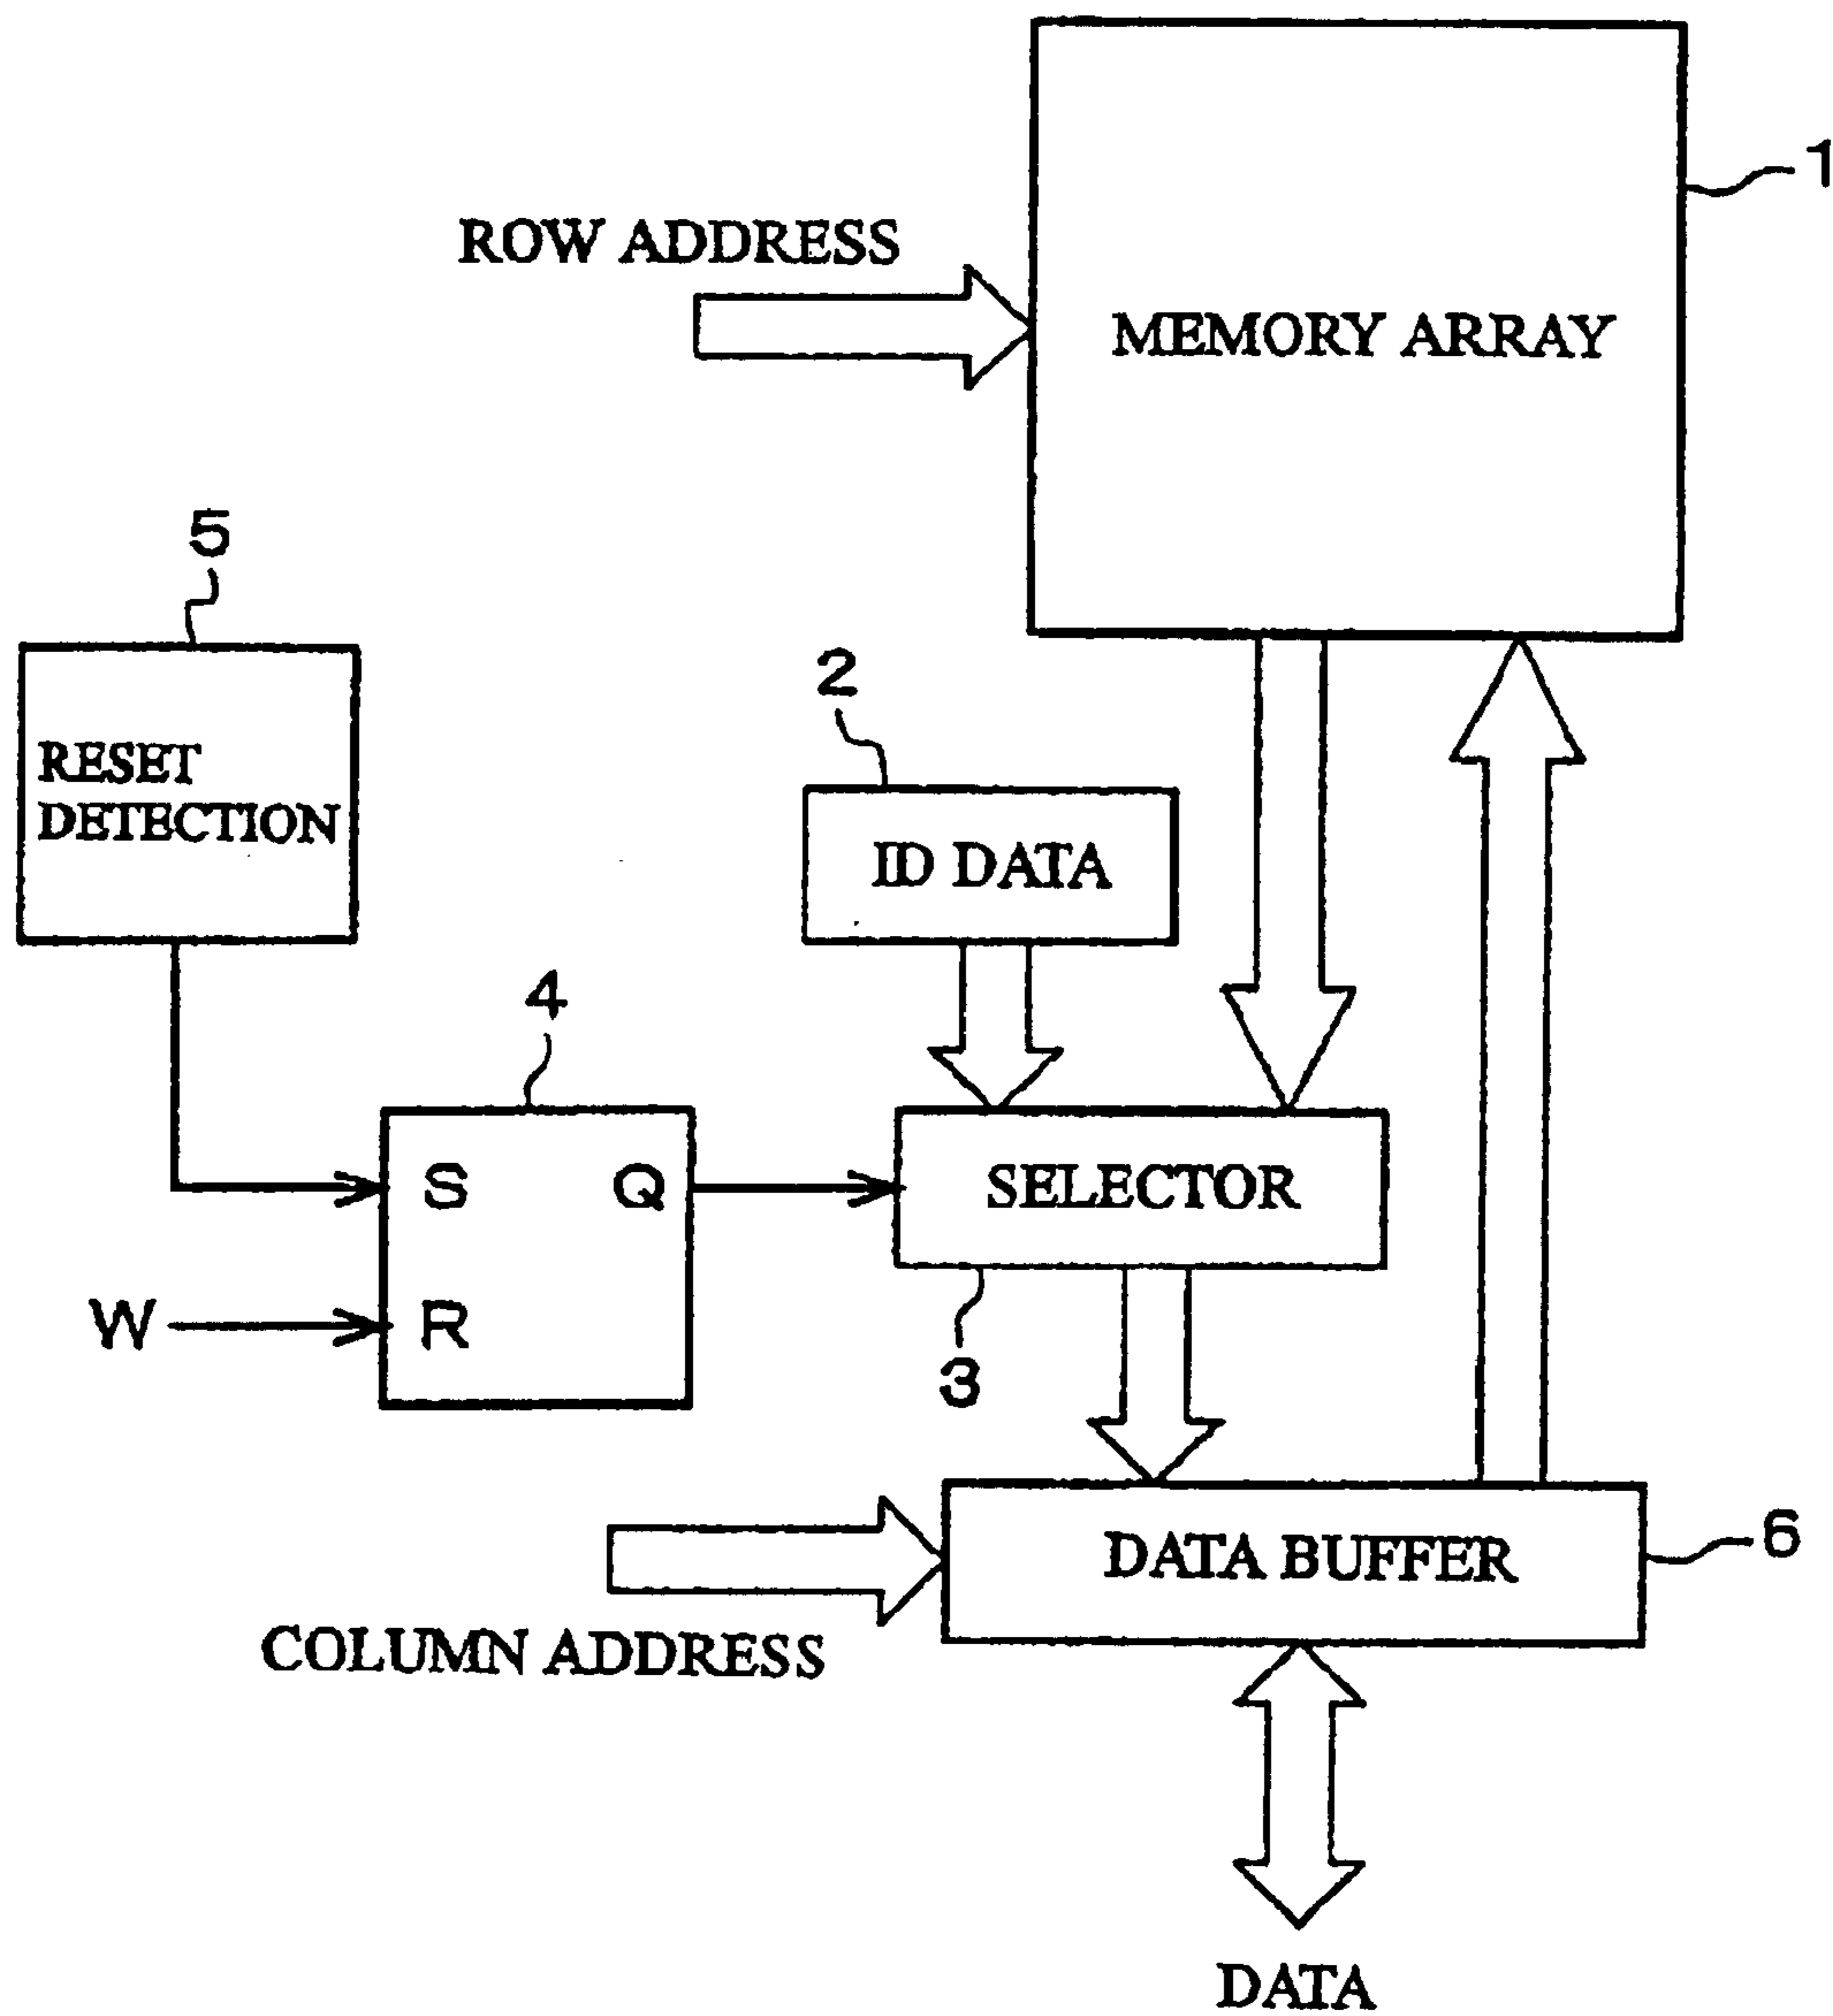 1
ROW ADDRESS
MEMORY ARRAY
5
2
RESET
DETECTION
ID DATA
4
S
Q
SELECTOR
W
R
3
DATA BUFFER
6
COLUMN ADDRESS
DATA